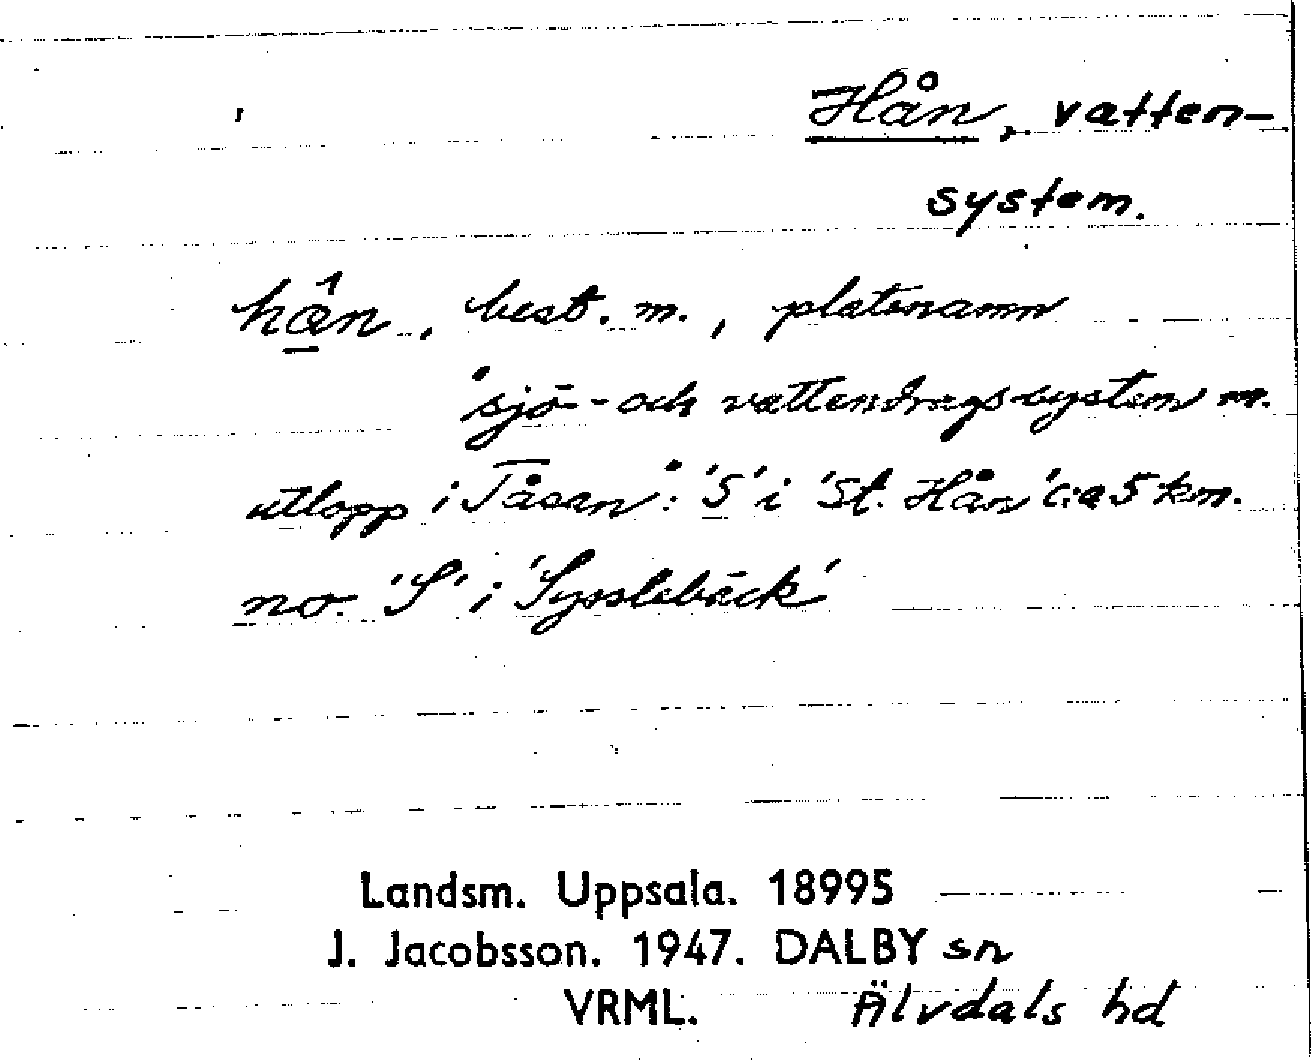 Hån, vatten-
system.
hân, best. m., platsnamn
"sjö- och vattendragssystem m.
utlopp i Tåsan": 'S' i 'St. Hån' c:a 5 km.
no. 'S' i 'Sysslebäck'
Landsm. Uppsala. 18995
J. Jacobsson. 1947. DALBY sn
VRML. Älvdals hd